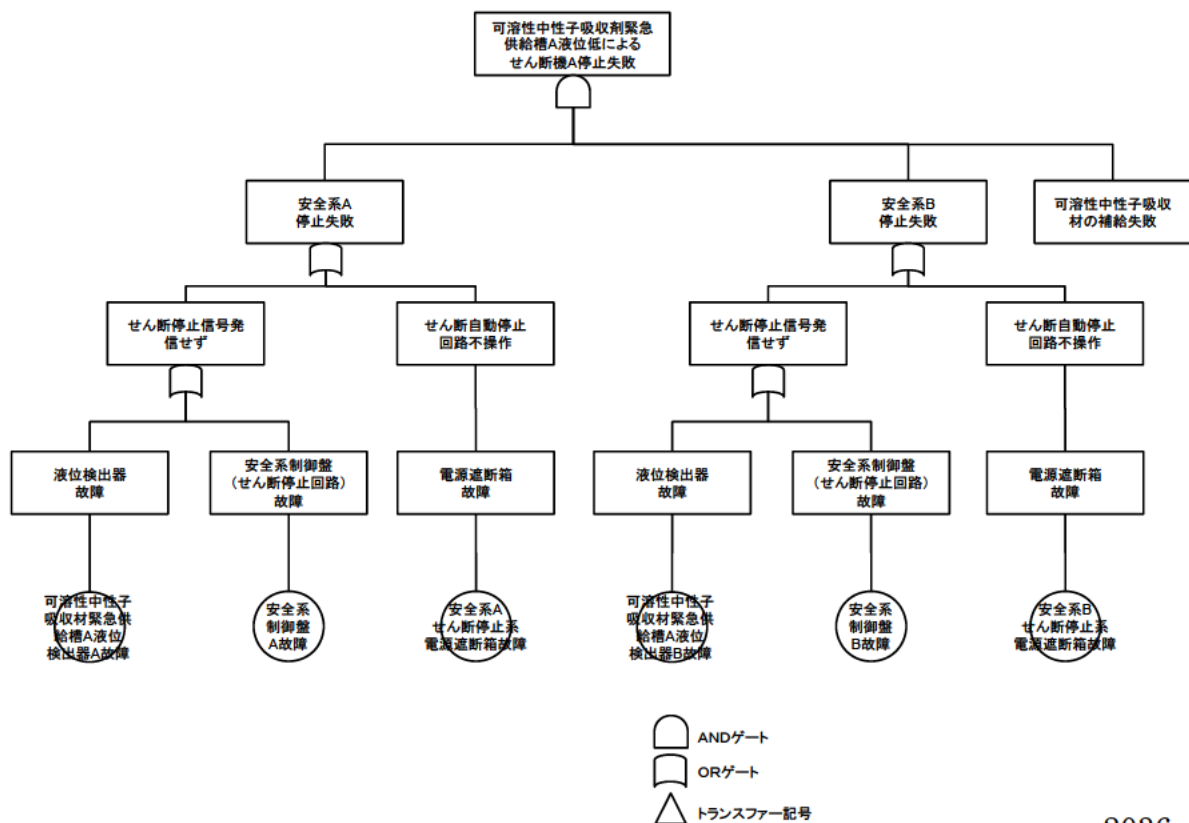 可溶性中性子吸収剤緊急
供給槽A液位低による
せん断機A停止失敗
安全系A
停止失敗
安全系B
停止失敗
可溶性中性子吸収
材の補給失敗
せん断停止信号発
信せず
せん断自動停止
回路不操作
せん断停止信号発
信せず
せん断自動停止
回路不操作
液位検出器
故障
安全系制御盤
（せん断停止回路）
故障
電源遮断箱
故障
液位検出器
故障
安全系制御盤
（せん断停止回路）
故障
電源遮断箱
故障
可溶性中性子
吸収材緊急供
給槽A液位
検出器A故障
安全系
制御盤
A故障
安全系A
せん断停止系
電源遮断箱故障
可溶性中性子
吸収材緊急供
給槽A液位
検出器B故障
安全系
制御盤
B故障
安全系B
せん断停止系
電源遮断箱故障
ANDゲート
ORゲート
トランスファー記号